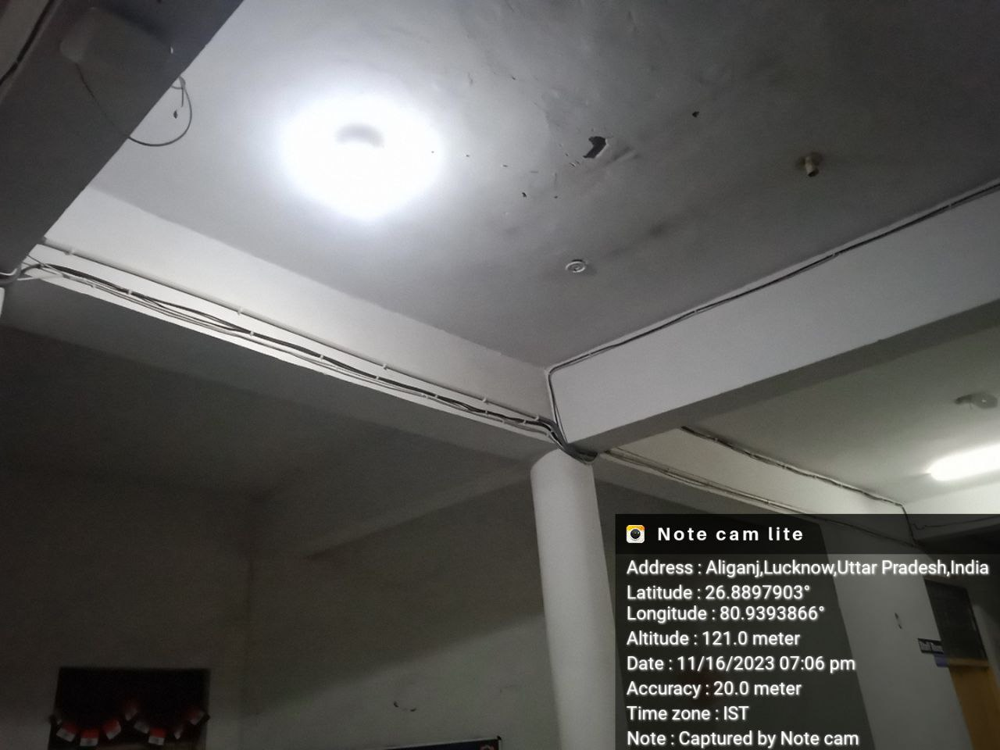 Note cam lite
Address : Aliganj,Lucknow,Uttar Pradesh,India
Latitude : 26.8897903°
Longitude : 80.9393866°
Altitude : 121.0 meter
Date : 11/16/2023 07:06 pm
Accuracy : 20.0 meter
Time zone : IST
Note : Captured by Note cam